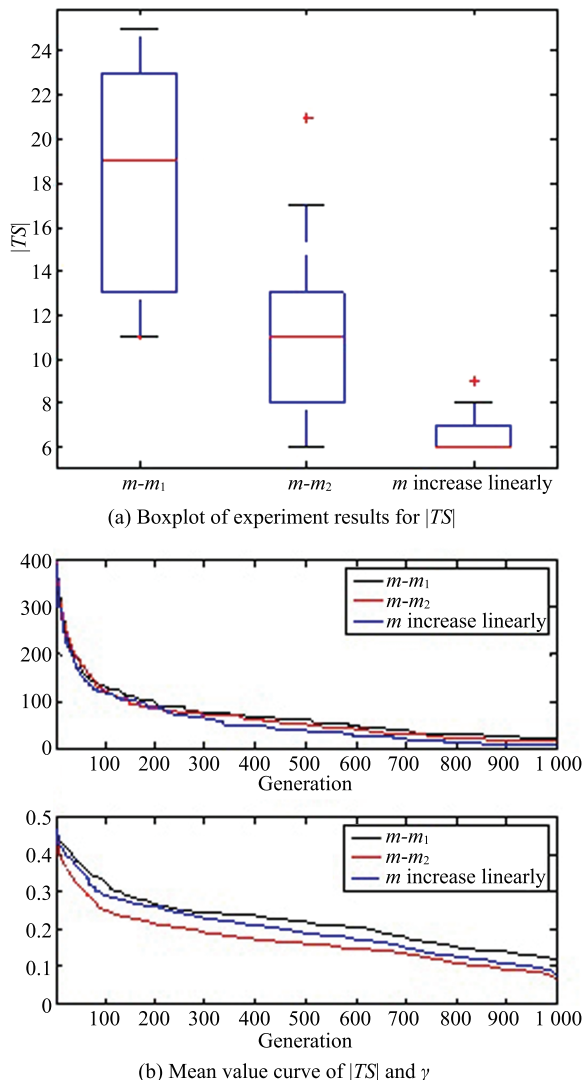 24
22
20
18
16
14
12
10
8
6
|TS|
m-m₁ m-m₂ m increase linearly
(a) Boxplot of experiment results for |TS|
400
300
200
100
0
m-m₁
m-m₂
m increase linearly
100 200 300 400 500 600 700 800 900 1 000
Generation
0.5
0.4
0.3
0.2
0.1
0
m-m₁
m-m₂
m increase linearly
100 200 300 400 500 600 700 800 900 1 000
Generation
(b) Mean value curve of |TS| and γ